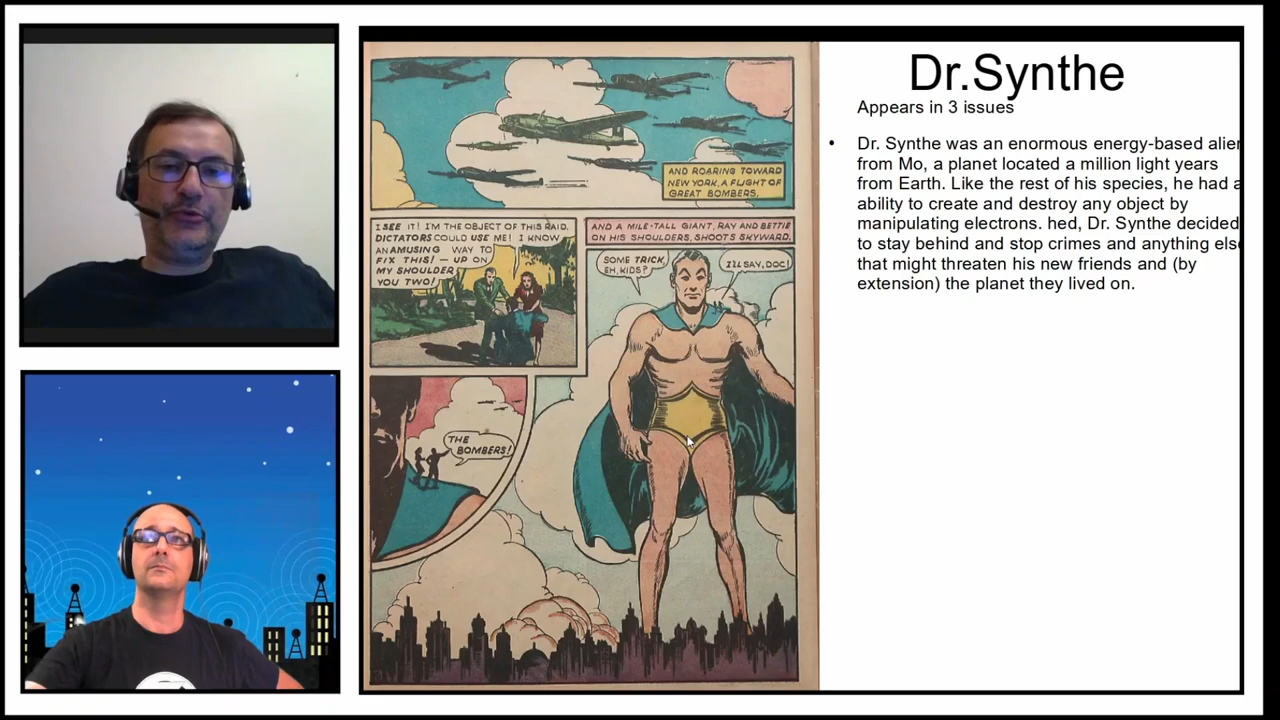 AND ROARING TOWARD
NEW YORK, A FLIGHT OF
GREAT BOMBERS,
I SEE IT! I'M THE OBJECT OF THIS RAID.
DICTATORS COULD USE ME! I KNOW
AN AMUSING WAY TO
FIX THIS! — UP ON
MY SHOULDER
YOU TWO!
AND A MILE-TALL GIANT, RAY AND BETTIE
ON HIS SHOULDERS, SHOOTS SKYWARD.
SOME TRICK,
EH, KIDS?
I'LL SAY, DOC!
THE
BOMBERS!
Dr.Synthe
Appears in 3 issues
• Dr. Synthe was an enormous energy-based alien
from Mo, a planet located a million light years
from Earth. Like the rest of his species, he had a
ability to create and destroy any object by
manipulating electrons. hed, Dr. Synthe decided
to stay behind and stop crimes and anything else
that might threaten his new friends and (by
extension) the planet they lived on.